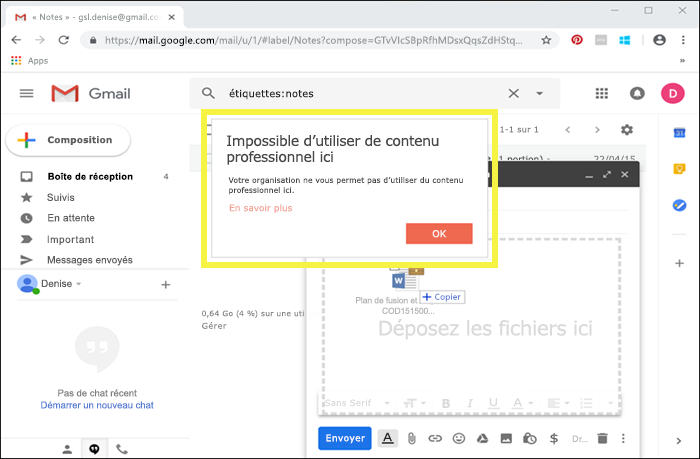 « Notes » - gsl.denise@gmail.com
https://mail.google.com/mail/u/1/#label/Notes?compose=GTvVlcSBpRfhMDsxQqsZdHStq...
Apps
»
Gmail
étiquettes:notes
D
Composition
1-1 sur 1
Impossible d’utiliser de contenu
professionnel ici
1 portion) -
22/04/15
Boîte de réception 4
Votre organisation ne vous permet pas d’utiliser du contenu
professionnel ici.
Suivis
En savoir plus
En attente
OK
Important
Messages envoyés
Denise
Copier
Plan de fusion et
COD151500...
0,64 Go (4 %) sur une uti
Gérer
Déposez les fichiers ici
Pas de chat récent
Démarrer un nouveau chat
Sans Serif
B I U A
Envoyer
A
$
Dr...